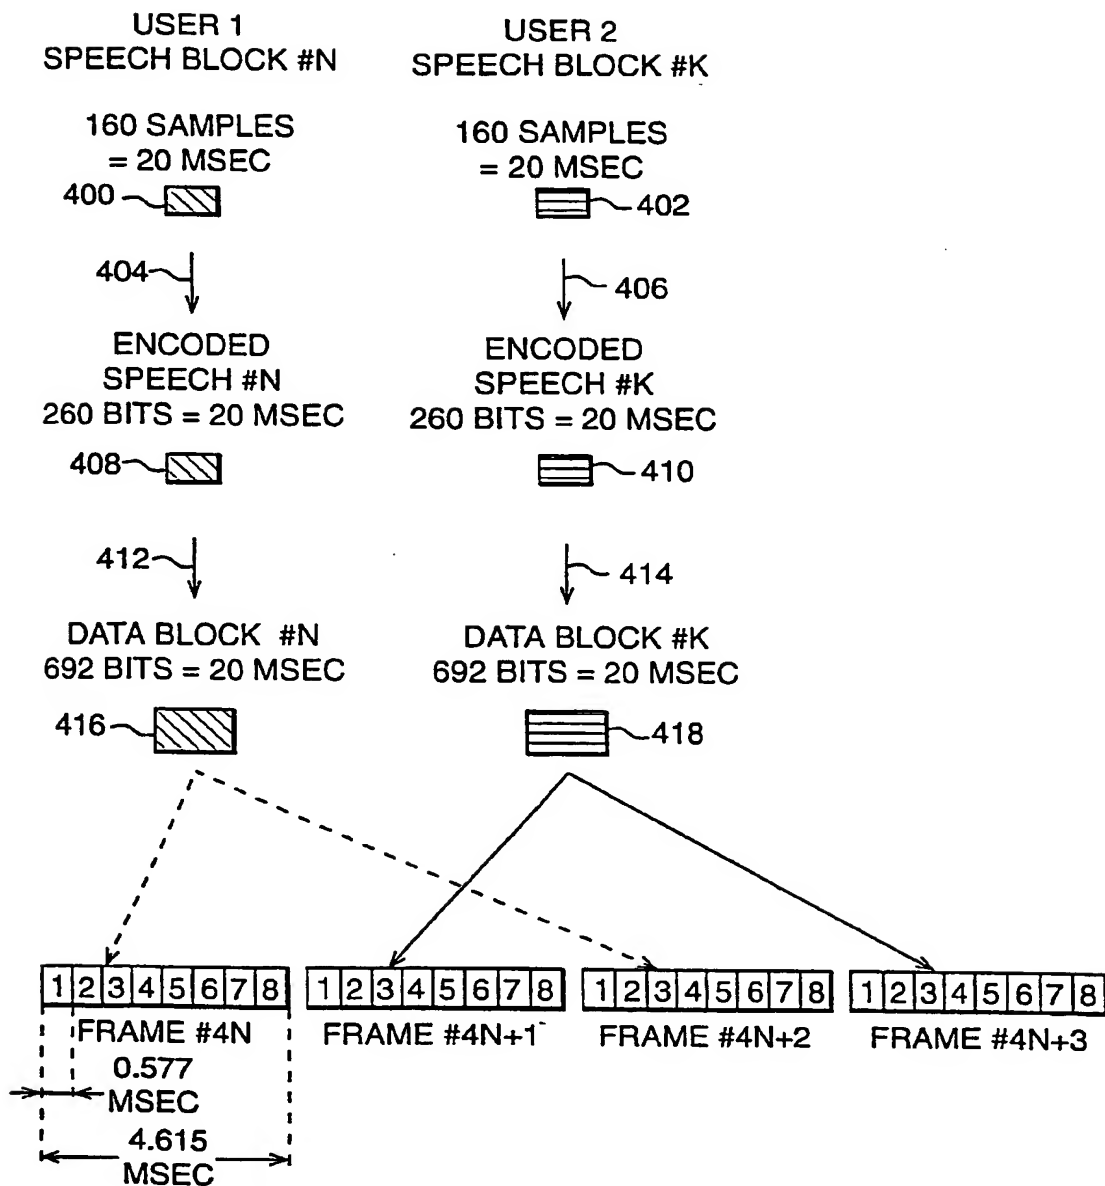 USER 1
SPEECH BLOCK #N
USER 2
SPEECH BLOCK #K
160 SAMPLES
= 20 MSEC
160 SAMPLES
= 20 MSEC
400
402
404
406
ENCODED
SPEECH #N
260 BITS = 20 MSEC
ENCODED
SPEECH #K
260 BITS = 20 MSEC
408
410
412
414
DATA BLOCK #N
692 BITS = 20 MSEC
DATA BLOCK #K
692 BITS = 20 MSEC
416
418
1 2 3 4 5 6 7 8
1 2 3 4 5 6 7 8
1 2 3 4 5 6 7 8
1 2 3 4 5 6 7 8
FRAME #4N
FRAME #4N+1
FRAME #4N+2
FRAME #4N+3
0.577
MSEC
4.615
MSEC